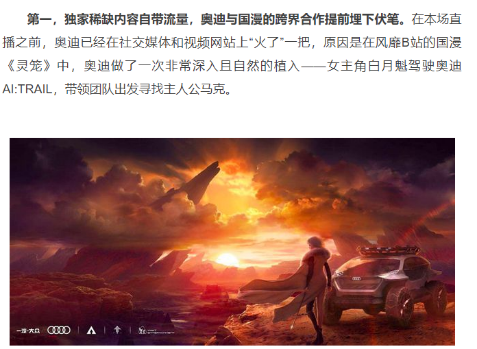 第一，独家稀缺内容自带流量，奥迪与国漫的跨界合作提前埋下伏笔。在本场直
播之前，奥迪已经在社交媒体和视频网站上“火了”一把，原因是在风靡B站的国漫
《灵笼》中，奥迪做了一次非常深入且自然的植入——女主角白月魁驾驶奥迪
AI:TRAIL，带领团队出发寻找主人公马克。
一汽-大众